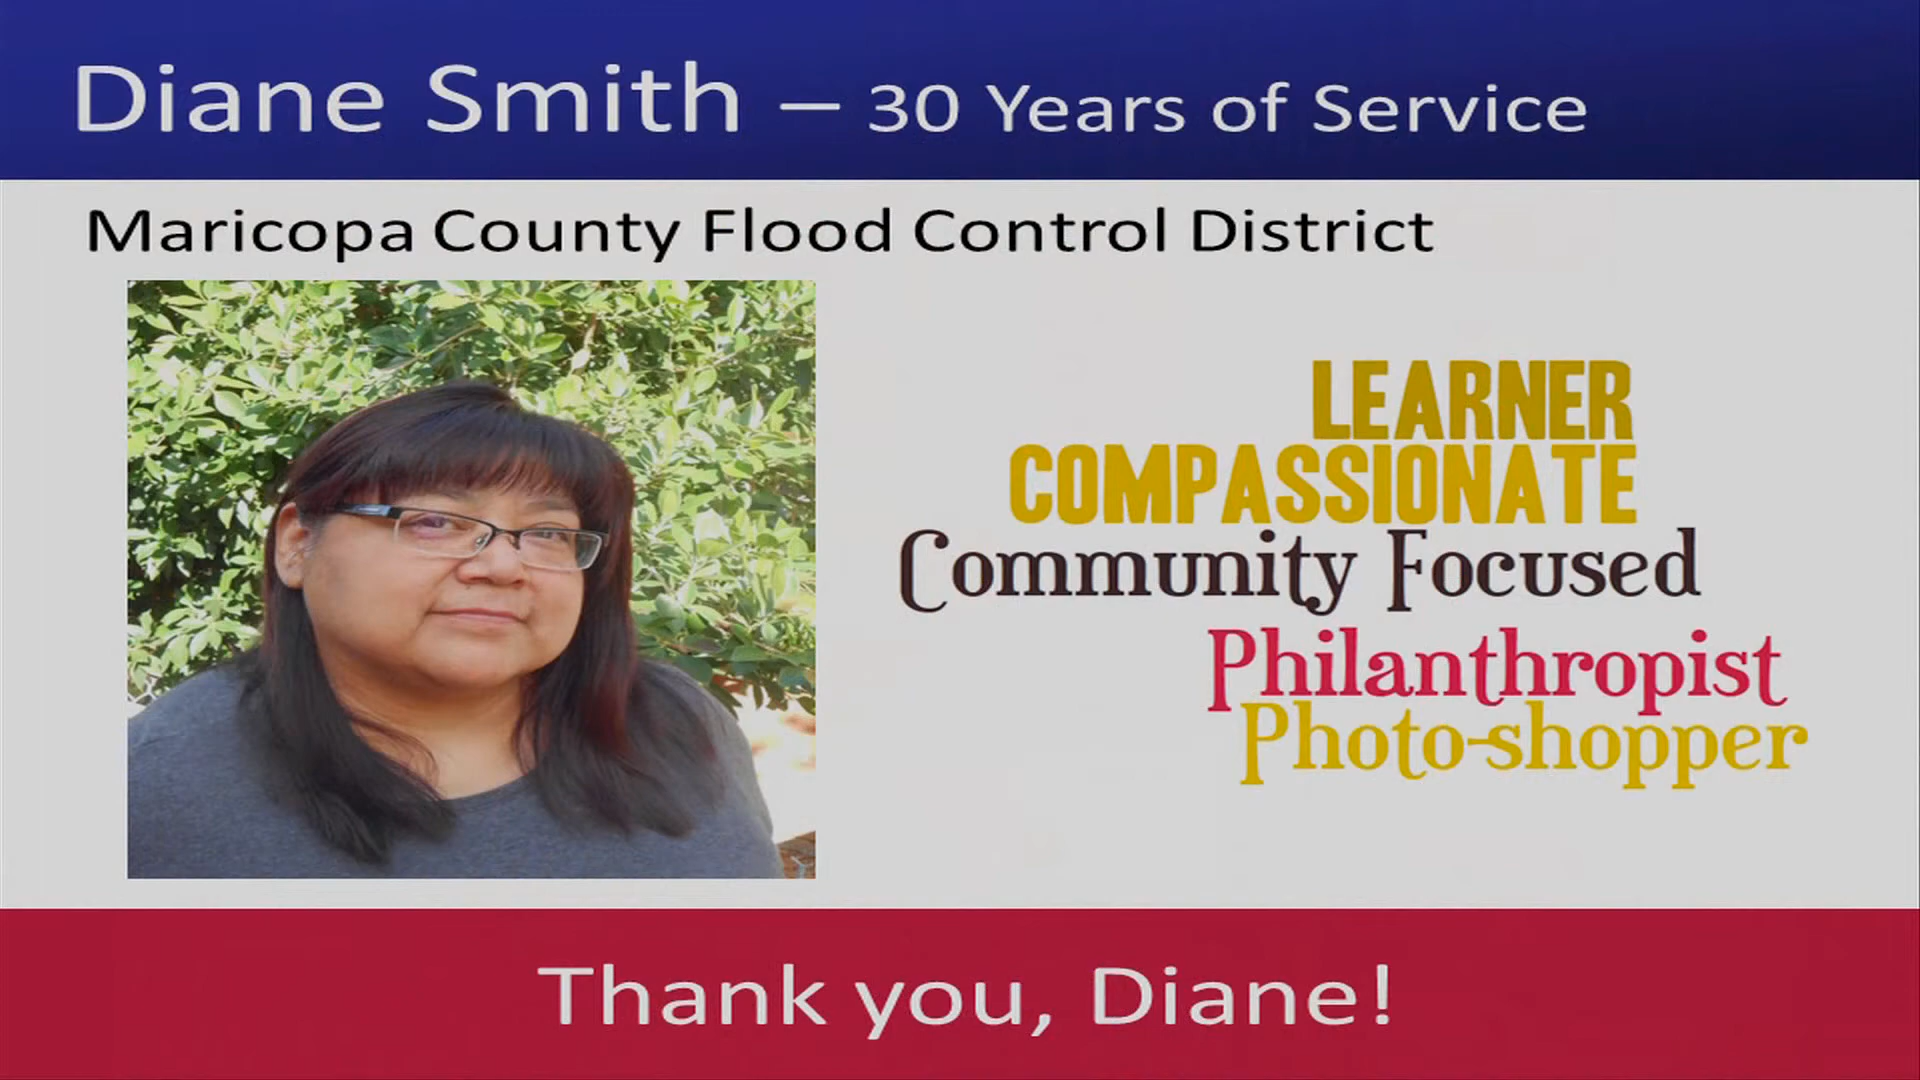 Diane Smith – 30 Years of Service
Maricopa County Flood Control District
LEARNER
COMPASSIONATE
Community Focused
Philanthropist
Photo-shopper
Thank you, Diane!